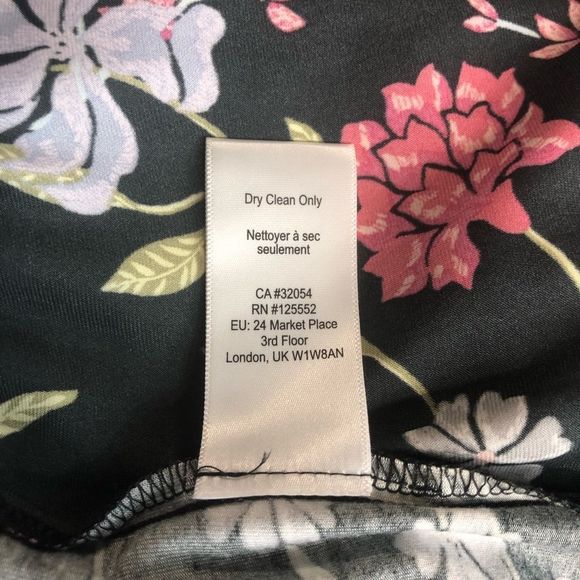 Dry Clean Only
Nettoyer à sec
seulement
CA #32054
RN #125552
EU: 24 Market Place
3rd Floor
London, UK W1W8AN